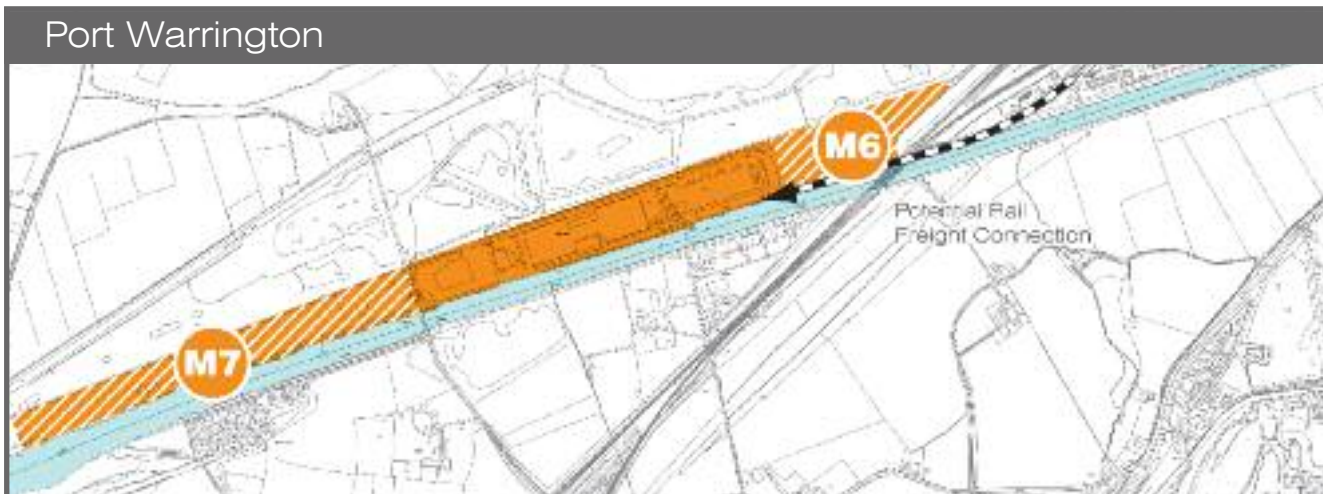 Port Warrington
M6
Potential Rail
Freight Connection
M7